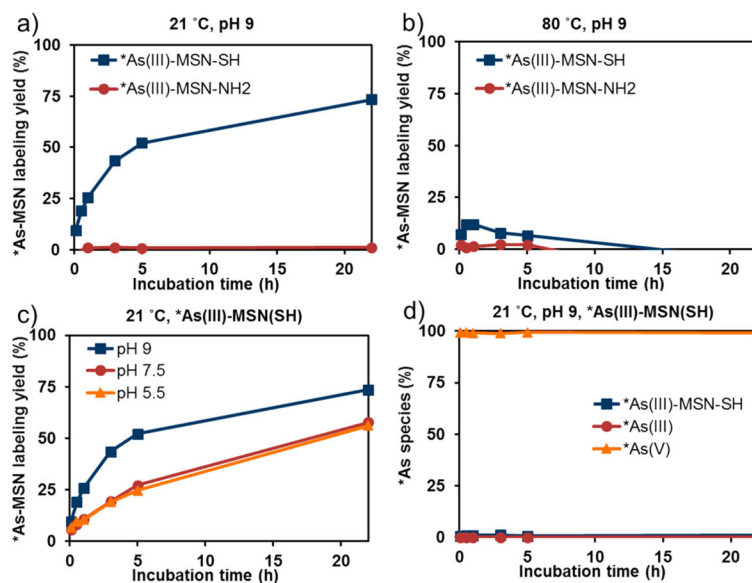 a)
21 ˚C, pH 9
*As-MSN labeling yield (%)
100
75
50
25
0
*As(III)-MSN-SH
*As(III)-MSN-NH2
0 5 10 15 20
Incubation time (h)
b)
80 ˚C, pH 9
*As-MSN labeling yield (%)
100
75
50
25
0
*As(III)-MSN-SH
*As(III)-MSN-NH2
0 5 10 15 20
Incubation time (h)
c)
21 ˚C, *As(III)-MSN(SH)
*As-MSN labeling yield (%)
100
75
50
25
0
pH 9
pH 7.5
pH 5.5
0 5 10 15 20
Incubation time (h)
d)
21 ˚C, pH 9, *As(III)-MSN(SH)
*As species (%)
100
75
50
25
0
*As(III)-MSN-SH
*As(III)
*As(V)
0 5 10 15 20
Incubation time (h)